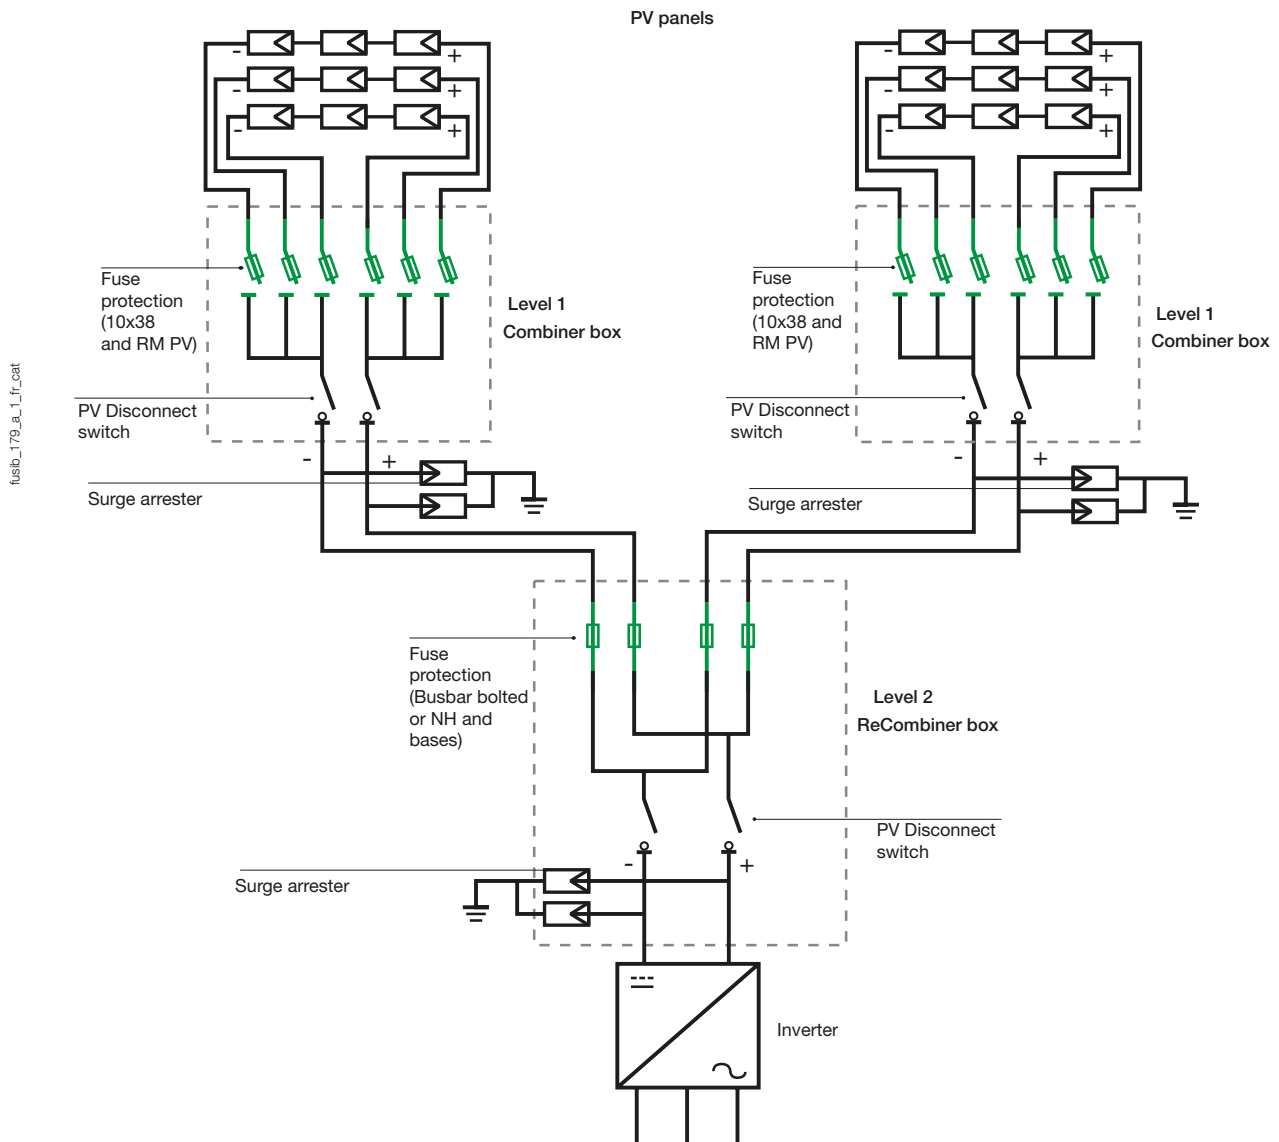 PV panels
- +
- +
- +
- +
- +
- +
Fuse
protection
(10x38
and RM PV)
Level 1
Combiner box
Fuse
protection
(10x38 and
RM PV)
Level 1
Combiner box
fusib_179_a_1_fr_cat
PV Disconnect
switch
PV Disconnect
switch
- +
- +
Surge arrester
Surge arrester
Fuse
protection
(Busbar bolted
or NH and
bases)
Level 2
ReCombiner box
PV Disconnect
switch
- +
Surge arrester
Inverter